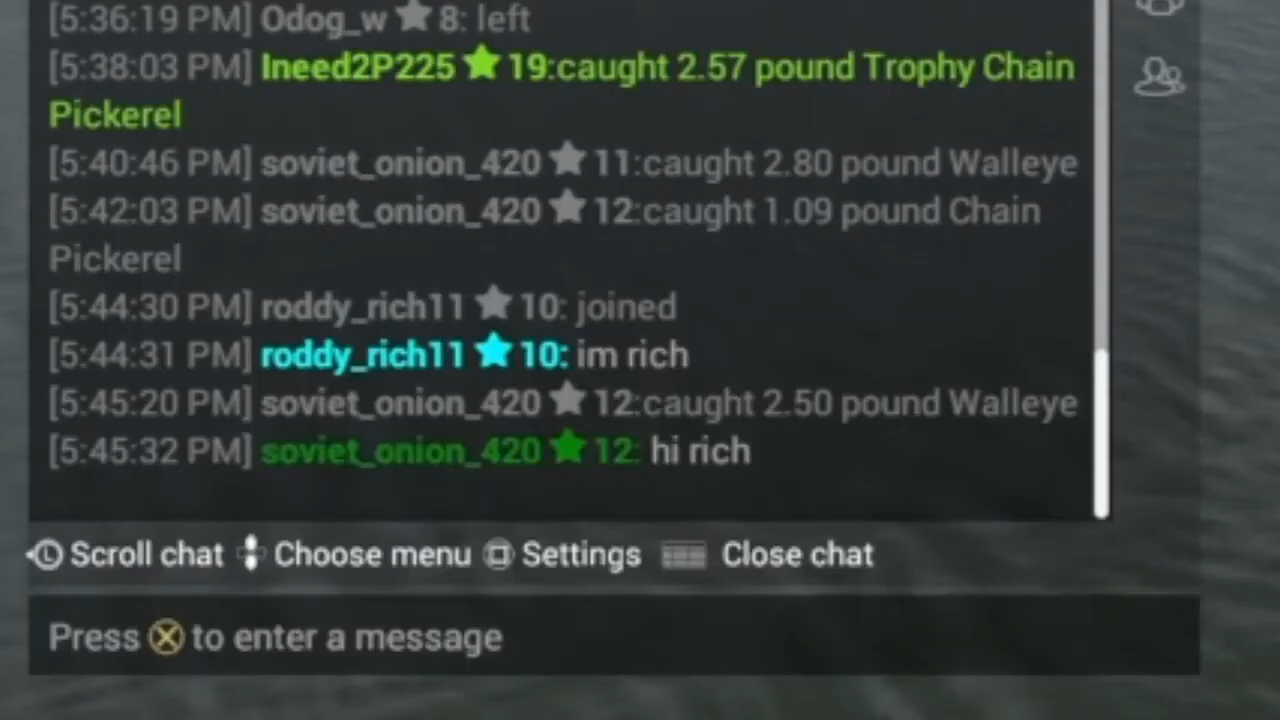 [5:36:19 PM] Odog_w ★ 8: left
[5:38:03 PM] Ineed2P225 ★ 19:caught 2.57 pound Trophy Chain
Pickerel
[5:40:46 PM] soviet_onion_420 ★ 11:caught 2.80 pound Walleye
[5:42:03 PM] soviet_onion_420 ★ 12:caught 1.09 pound Chain
Pickerel
[5:44:30 PM] roddy_rich11 ★ 10: joined
[5:44:31 PM] roddy_rich11 ★ 10: im rich
[5:45:20 PM] soviet_onion_420 ★ 12:caught 2.50 pound Walleye
[5:45:32 PM] soviet_onion_420 ★ 12: hi rich
L Scroll chat Choose menu Settings Close chat
Press ⓧ to enter a message